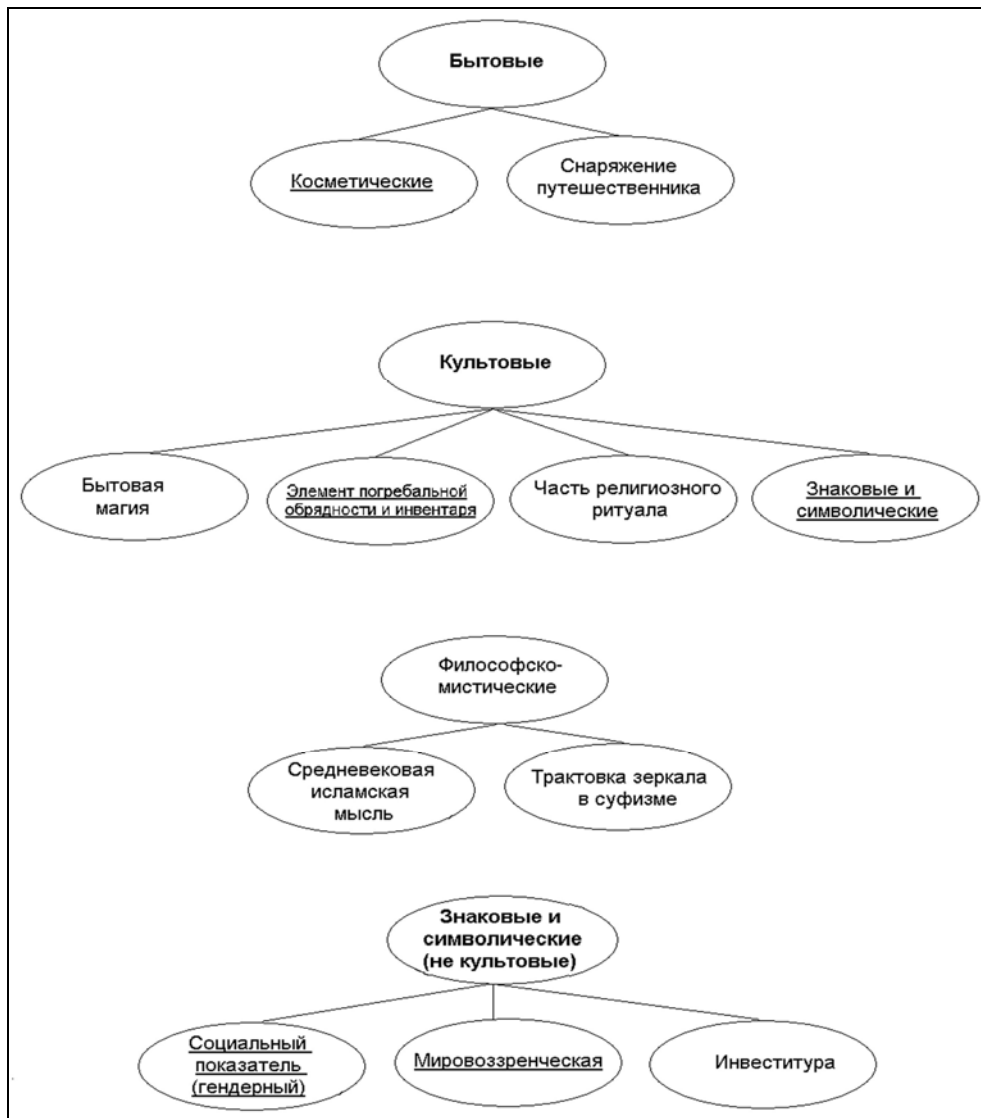 Бытовые
Косметические
Снаряжение
путешественника
Культовые
Бытовая
магия
Элемент погребальной
обрядности и инвентаря
Часть религиозного
ритуала
Знаковые и
символические
Философско-
мистические
Средневековая
исламская
мысль
Трактовка зеркала
в суфизме
Знаковые и
символические
(не культовые)
Социальный
показатель
(гендерный)
Мировоззренческая
Инвеститура